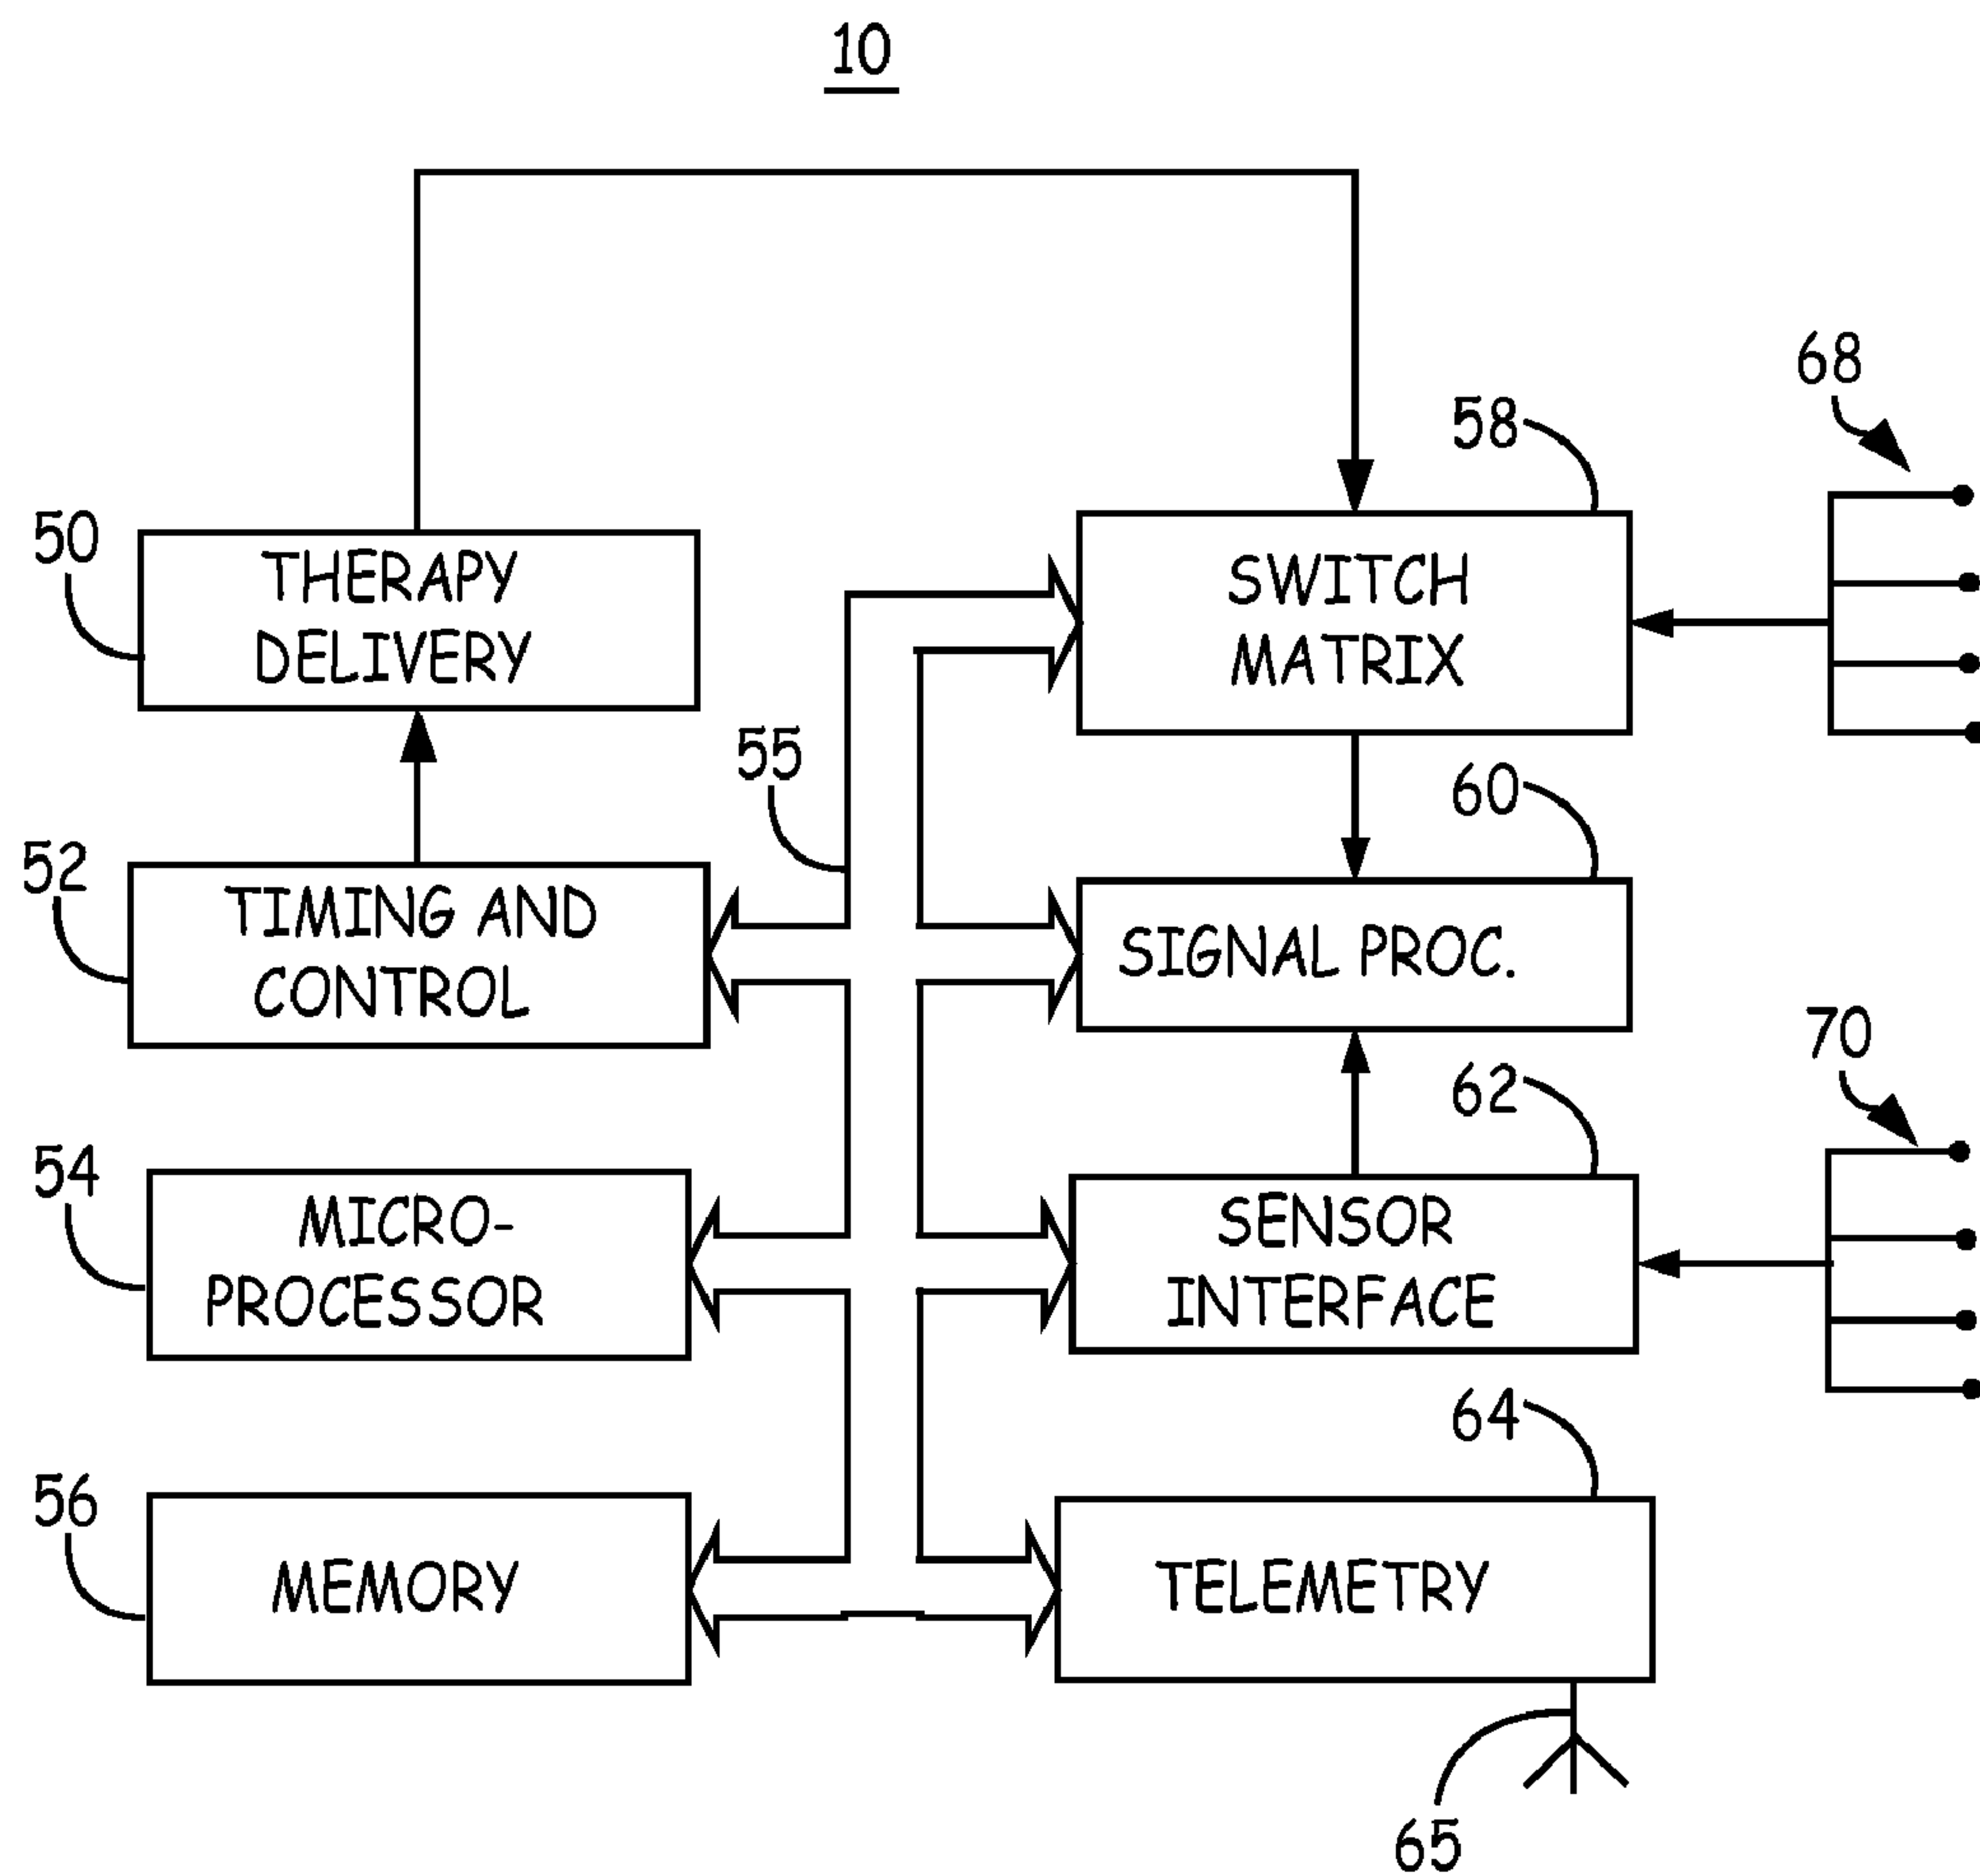 10
68
58
50
THERAPY
DELIVERY
SWITCH
MATRIX
55
60
52
TIMING AND
CONTROL
SIGNAL PROC.
70
62
54
MICRO-
PROCESSOR
SENSOR
INTERFACE
64
56
MEMORY
TELEMETRY
65